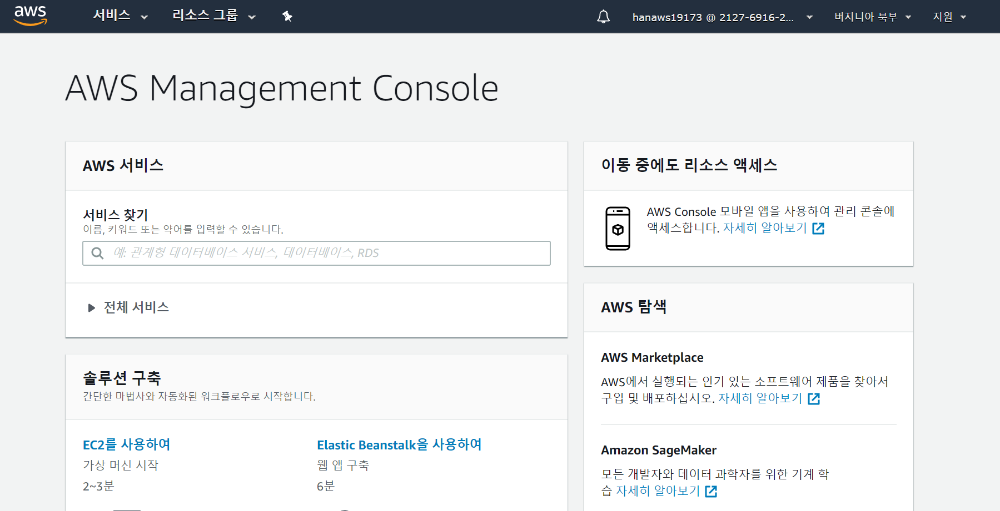 aws 서비스 리소스 그룹 hanaws19173 @ 2127-6916-2... 버지니아 북부 지원
AWS Management Console
AWS 서비스
서비스 찾기
이름, 키워드 또는 약어를 입력할 수 있습니다.
예: 관계형 데이터베이스 서비스, 데이터베이스, RDS
전체 서비스
솔루션 구축
간단한 마법사와 자동화된 워크플로우로 시작합니다.
EC2를 사용하여
가상 머신 시작
2~3분
Elastic Beanstalk을 사용하여
웹 앱 구축
6분
이동 중에도 리소스 액세스
AWS Console 모바일 앱을 사용하여 관리 콘솔에
액세스합니다. 자세히 알아보기
AWS 탐색
AWS Marketplace
AWS에서 실행되는 인기 있는 소프트웨어 제품을 찾아서
구입 및 배포하십시오. 자세히 알아보기
Amazon SageMaker
모든 개발자와 데이터 과학자를 위한 기계 학
습 자세히 알아보기